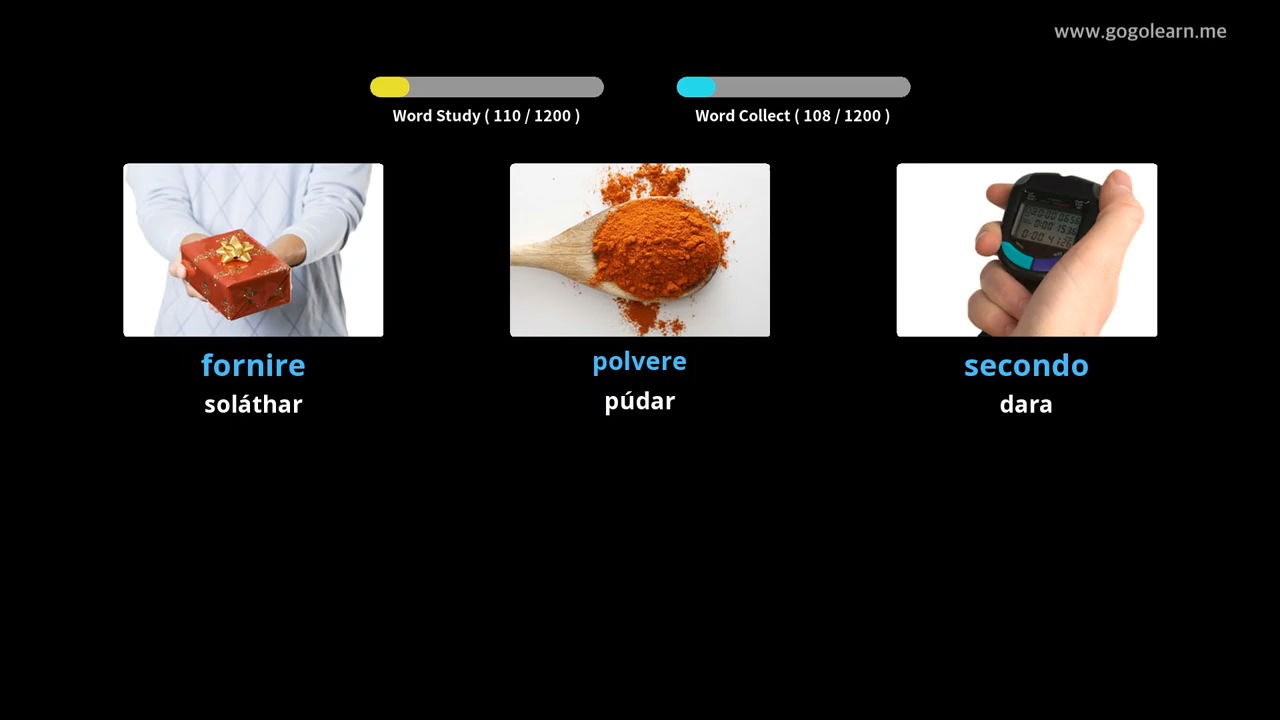 www.gogolearn.me
Word Study ( 110 / 1200 )
Word Collect ( 108 / 1200 )
fornire
soláthar
polvere
púdar
secondo
dara